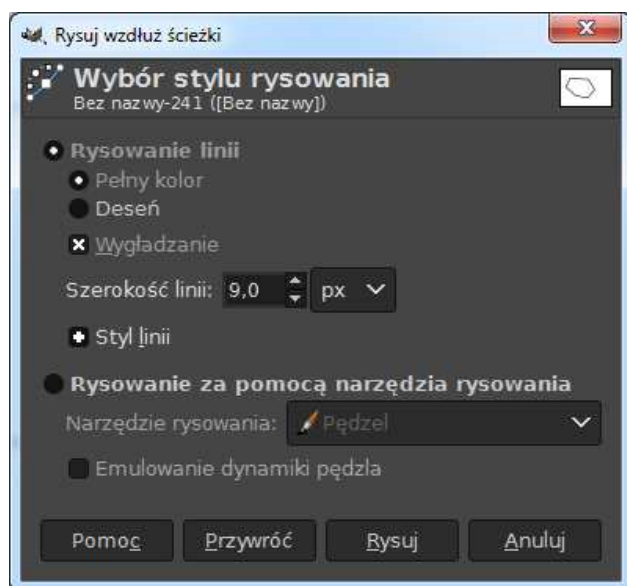 Rysuj wzdłuż ścieżki
Wybór stylu rysowania
Bez nazwy-241 ([Bez nazwy])
Rysowanie linii
Pełny kolor
Deseń
Wygładzanie
Szerokość linii: 9,0 px
Styl linii
Rysowanie za pomocą narzędzia rysowania
Narzędzie rysowania: Pędzel
Emulowanie dynamiki pędzla
Pomoc Przywróć Rysuj Anuluj